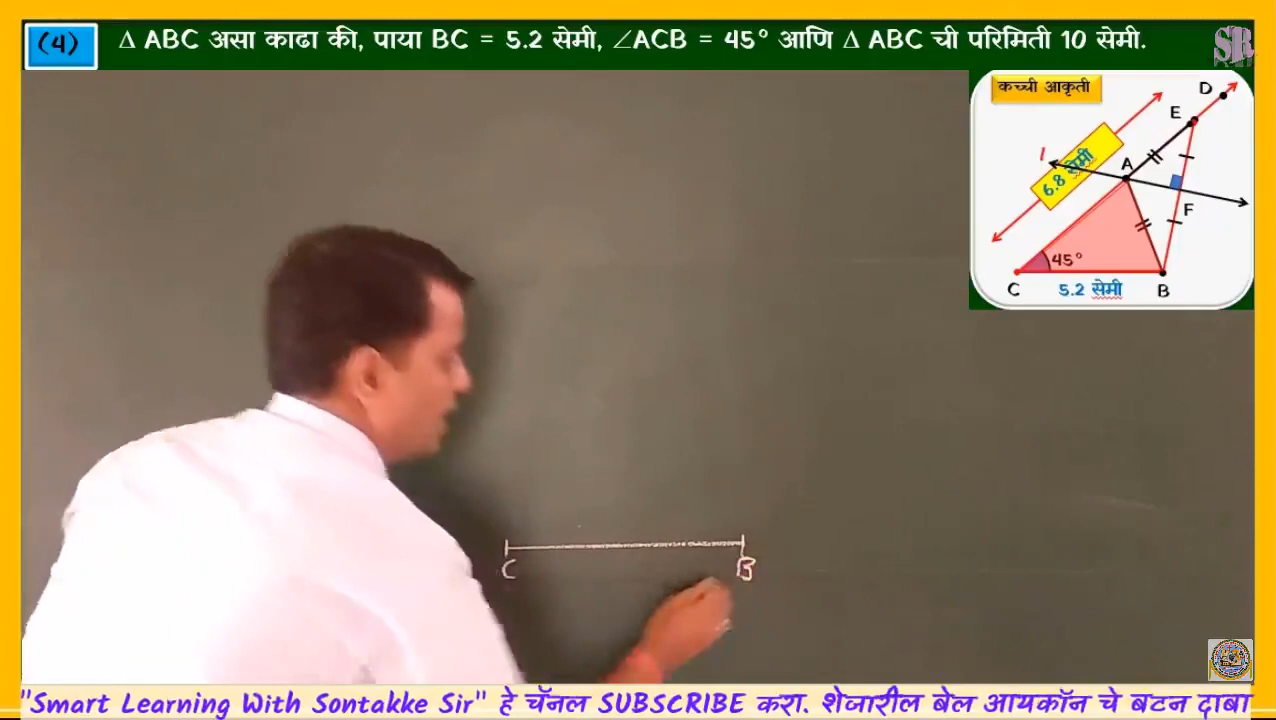 (4) Δ ABC असा काढा की, पाया BC = 5.2 सेमी, ∠ACB = 45° आणि Δ ABC ची परिमिती 10 सेमी.
SR
कच्ची आकृती
D
E
l
6.8 सेमी
A
F
45°
C 5.2 सेमी B
C B
"Smart Learning With Sontakke Sir" हे चॅनल SUBSCRIBE करा. शेजारील बेल आयकॉन चे बटन दाबा